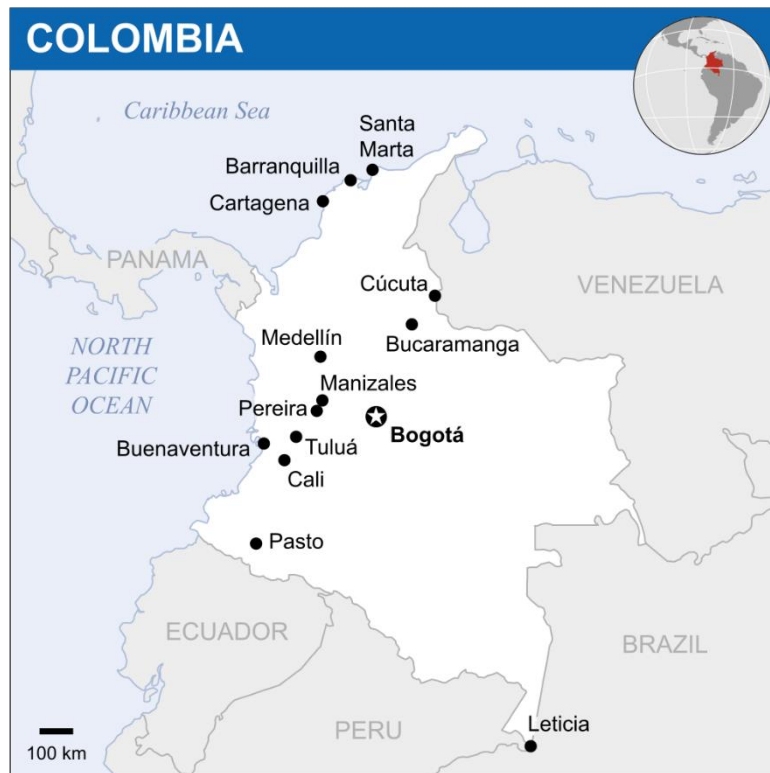 COLOMBIA
Caribbean Sea
Santa
Marta
Barranquilla
Cartagena
PANAMA
Cúcuta
VENEZUELA
Bucaramanga
NORTH
PACIFIC
OCEAN
Medellín
Manizales
Pereira
Bogotá
Buenaventura
Tuluá
Cali
Pasto
ECUADOR
BRAZIL
PERU
Leticia
100 km